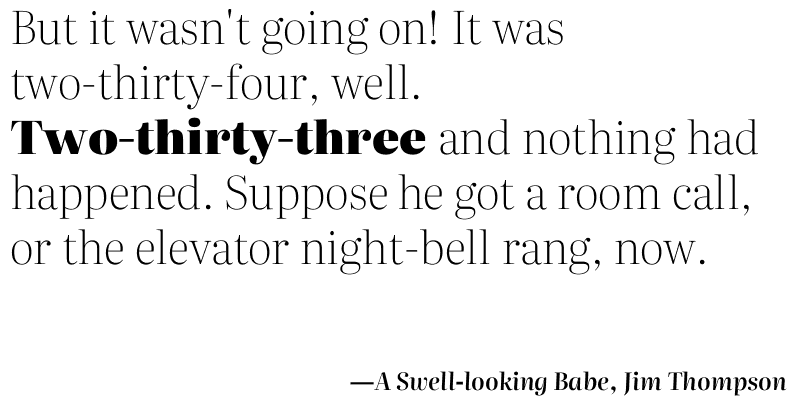 But it wasn't going on! It was
two-thirty-four, well.
Two-thirty-three and nothing had
happened. Suppose he got a room call,
or the elevator night-bell rang, now.
—A Swell-looking Babe, Jim Thompson